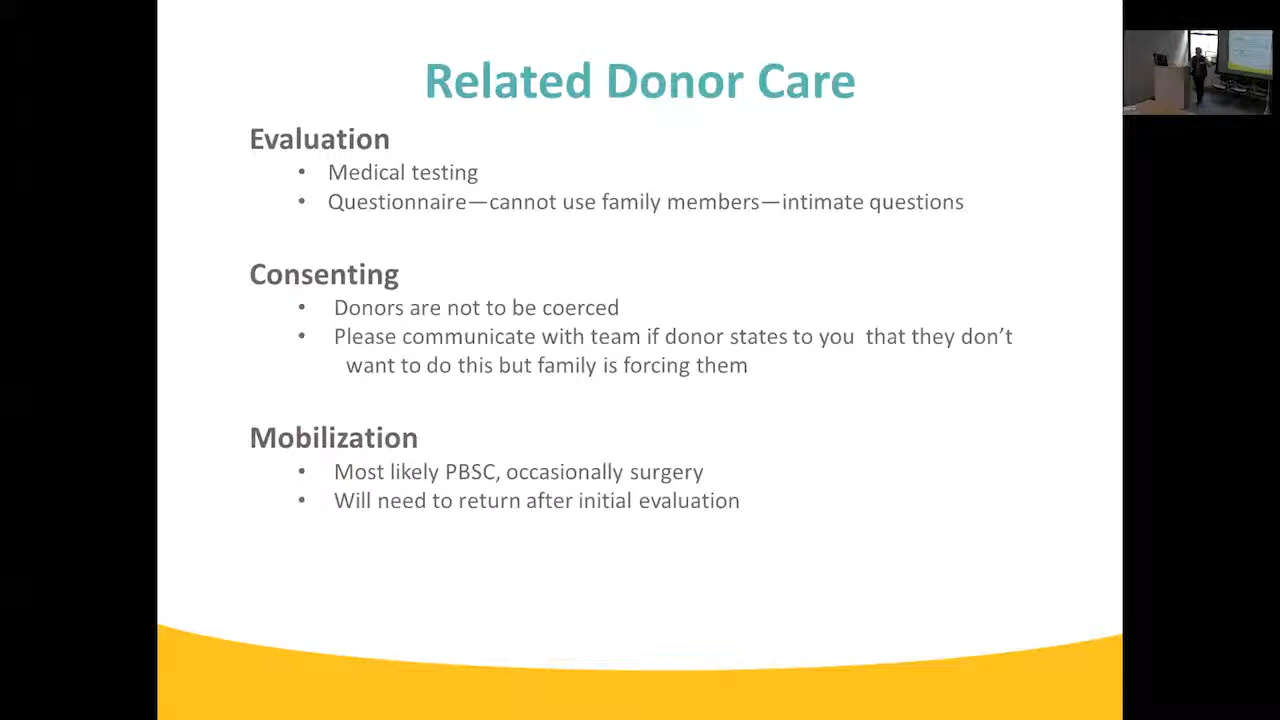 Related Donor Care
Evaluation
• Medical testing
• Questionnaire—cannot use family members—intimate questions
Consenting
• Donors are not to be coerced
• Please communicate with team if donor states to you that they don’t
want to do this but family is forcing them
Mobilization
• Most likely PBSC, occasionally surgery
• Will need to return after initial evaluation